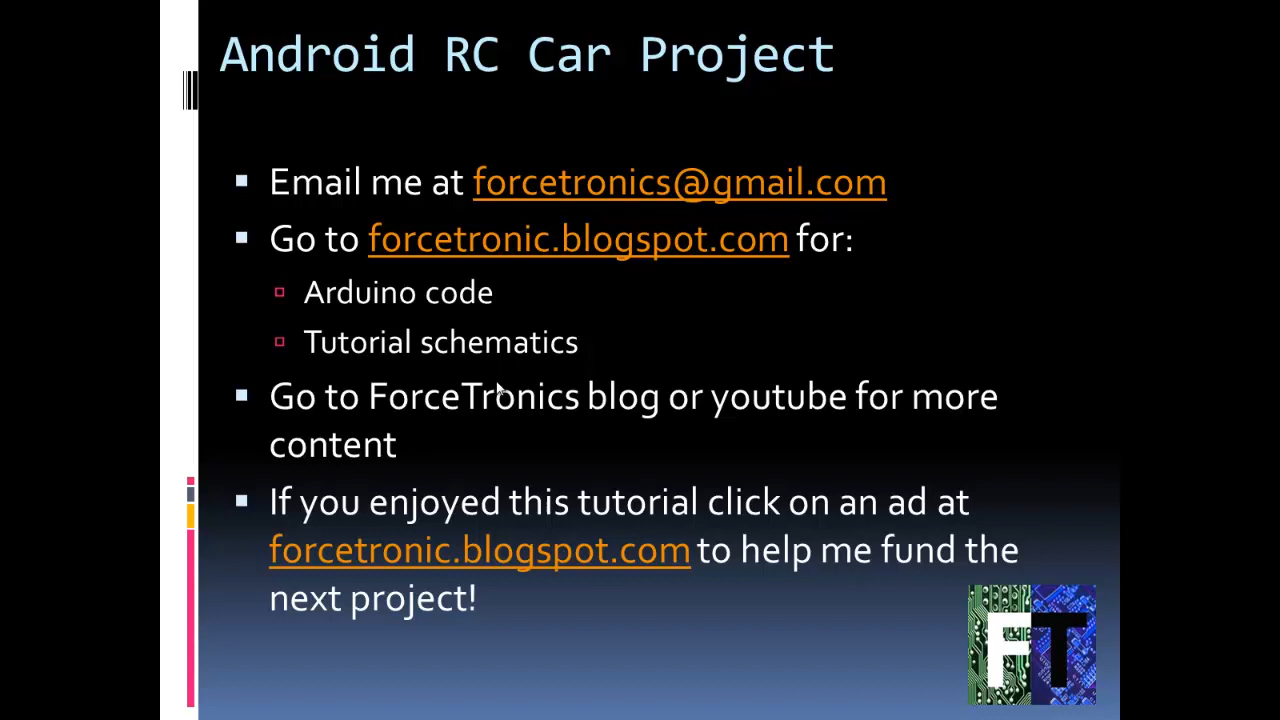 Android RC Car Project
Email me at forcetronics@gmail.com
Go to forcetronic.blogspot.com for:
Arduino code
Tutorial schematics
Go to ForceTronics blog or youtube for more
content
If you enjoyed this tutorial click on an ad at
forcetronic.blogspot.com to help me fund the
next project!
FT